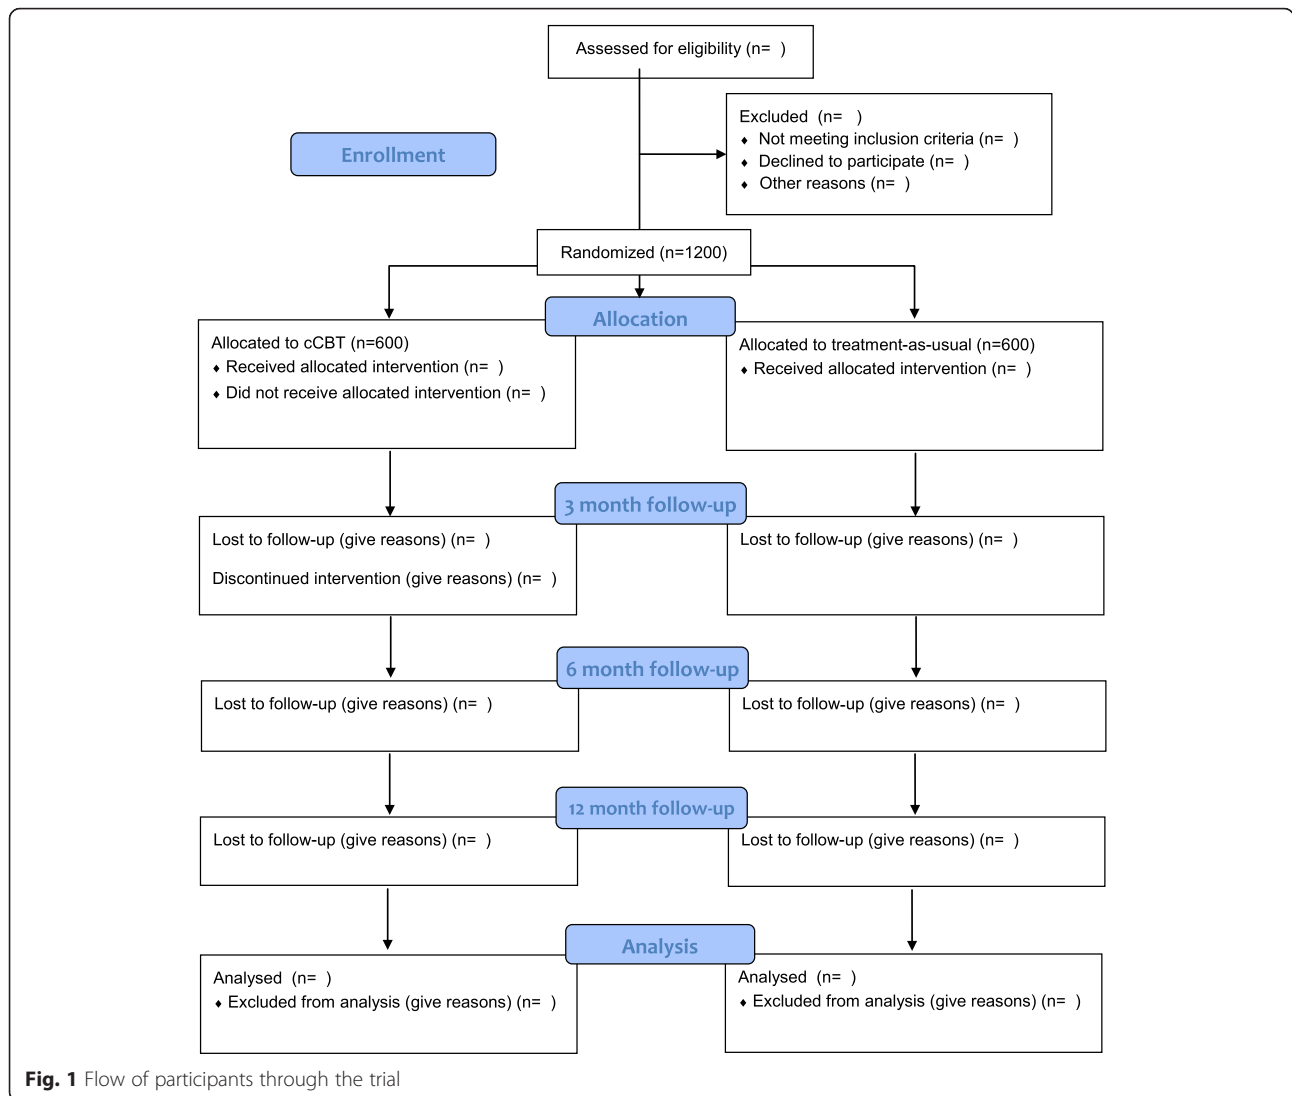 Assessed for eligibility (n=  )
Excluded  (n=   )
♦ Not meeting inclusion criteria (n=  )
♦ Declined to participate (n=  )
♦ Other reasons (n=  )
Enrollment
Randomized (n=1200)
Allocation
Allocated to cCBT (n=600)
♦ Received allocated intervention (n=  )
♦ Did not receive allocated intervention (n=  )
Allocated to treatment-as-usual (n=600)
♦ Received allocated intervention (n=  )
3 month follow-up
Lost to follow-up (give reasons) (n=  )
Discontinued intervention (give reasons) (n=  )
Lost to follow-up (give reasons) (n=  )
6 month follow-up
Lost to follow-up (give reasons) (n=  )
Lost to follow-up (give reasons) (n=  )
12 month follow-up
Lost to follow-up (give reasons) (n=  )
Lost to follow-up (give reasons) (n=  )
Analysis
Analysed  (n=  )
♦ Excluded from analysis (give reasons) (n=  )
Analysed  (n=  )
♦ Excluded from analysis (give reasons) (n=  )
Fig. 1 Flow of participants through the trial